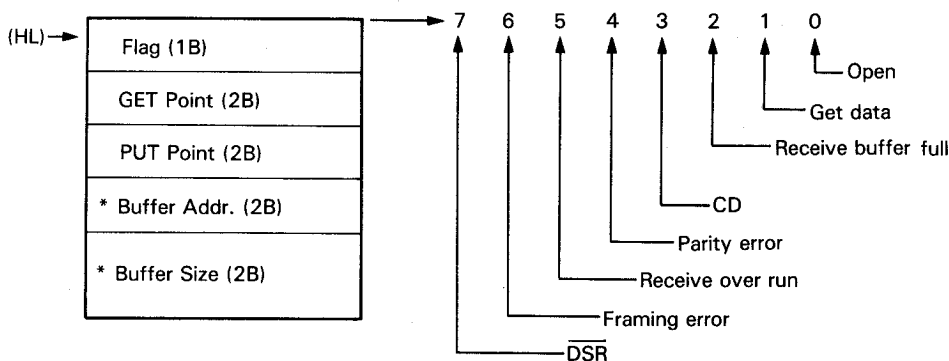 (HL)
Flag (1B)
GET Point (2B)
PUT Point (2B)
* Buffer Addr. (2B)
* Buffer Size (2B)
7 6 5 4 3 2 1 0
Open
Get data
Receive buffer full
CD
Parity error
Receive over run
Framing error
D̅S̅R̅